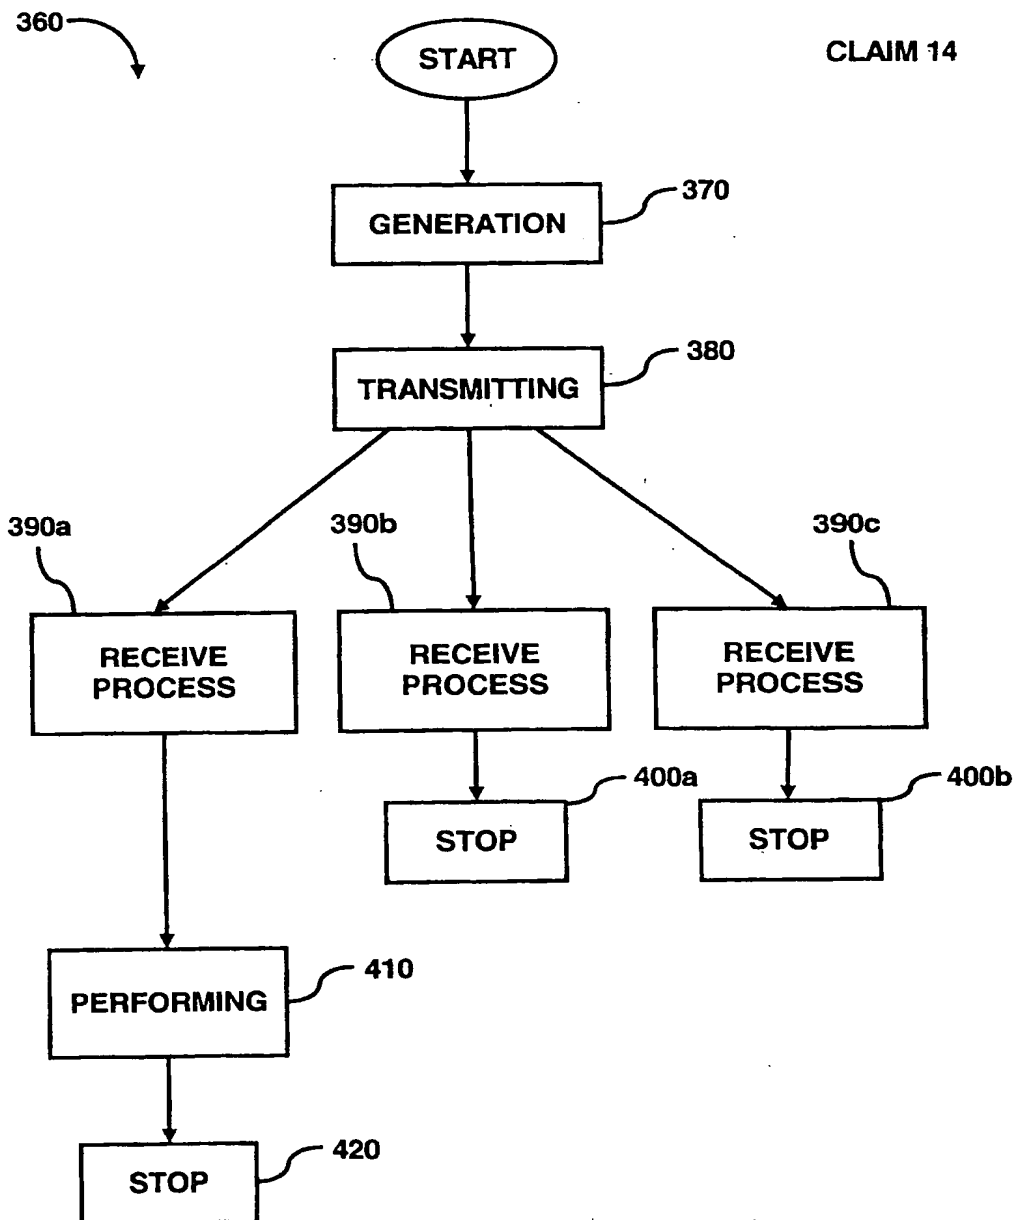 360
START
CLAIM 14
370
GENERATION
380
TRANSMITTING
390a
390b
390c
RECEIVE
PROCESS
RECEIVE
PROCESS
RECEIVE
PROCESS
400a
400b
STOP
STOP
410
PERFORMING
420
STOP